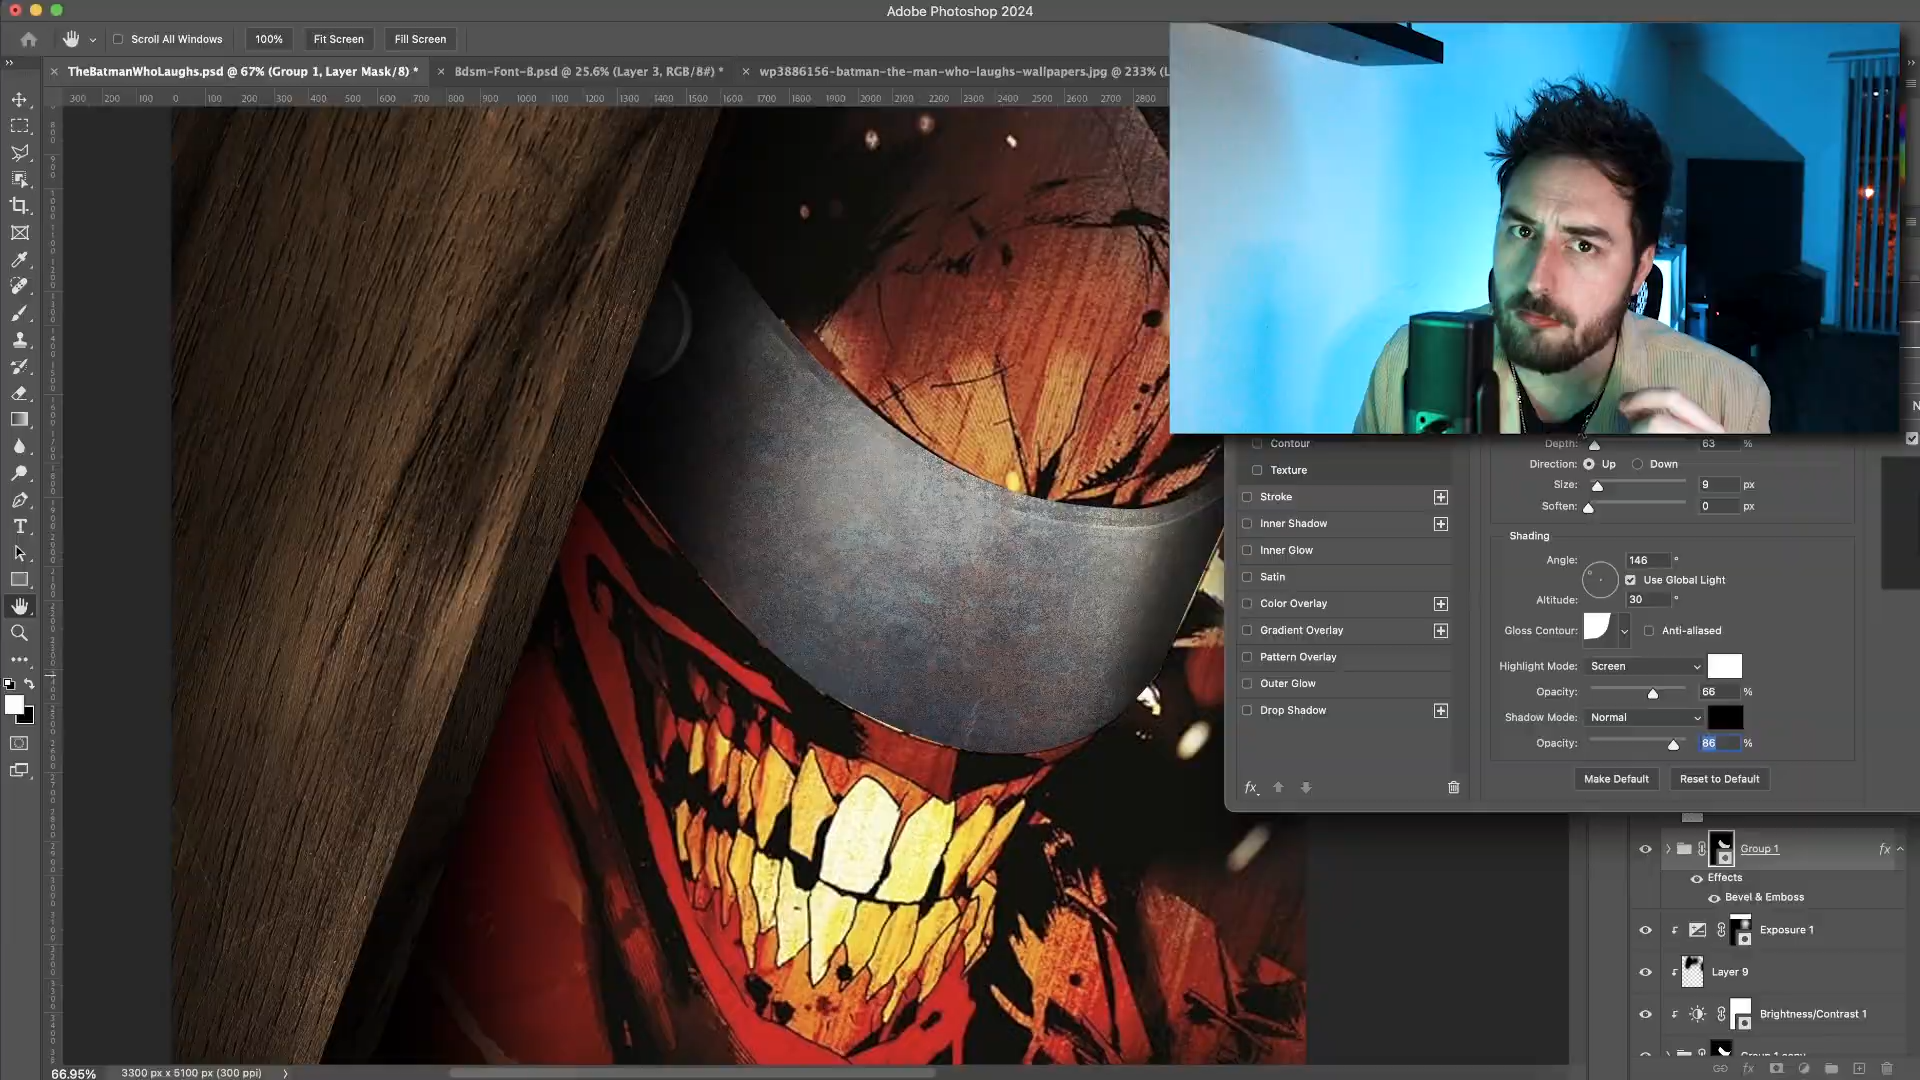 Adobe Photoshop 2024
Scroll All Windows
100%
Fit Screen
Fill Screen
TheBatmanWhoLaughs.psd @ 67% (Group 1, Layer Mask/8) *
Bdsm-Font-B.psd @ 25.6% (Layer 3, RGB/8#) *
wp3886156-batman-the-man-who-laughs-wallpapers.jpg @ 233% (L
300 200 100 0 100 200 300 400 500 600 700 800 900 1000 1100 1200 1300 1400 1500 1600 1700 1800 1900 2000 2100 2200 2300 2400 2500 2600 2700 2800
Contour
Texture
Stroke
Inner Shadow
Inner Glow
Satin
Color Overlay
Gradient Overlay
Pattern Overlay
Outer Glow
Drop Shadow
fx
Depth: 63 %
Direction: Up Down
Size: 9 px
Soften: 0 px
Shading
Angle: 146 °
Use Global Light
Altitude: 30 °
Gloss Contour: Anti-aliased
Highlight Mode: Screen
Opacity: 66 %
Shadow Mode: Normal
Opacity: 86 %
Make Default
Reset to Default
Group 1 fx
Effects
Bevel & Emboss
Exposure 1
Layer 9
Brightness/Contrast 1
Group 1 copy
66.95%
3300 px x 5100 px (300 ppi)